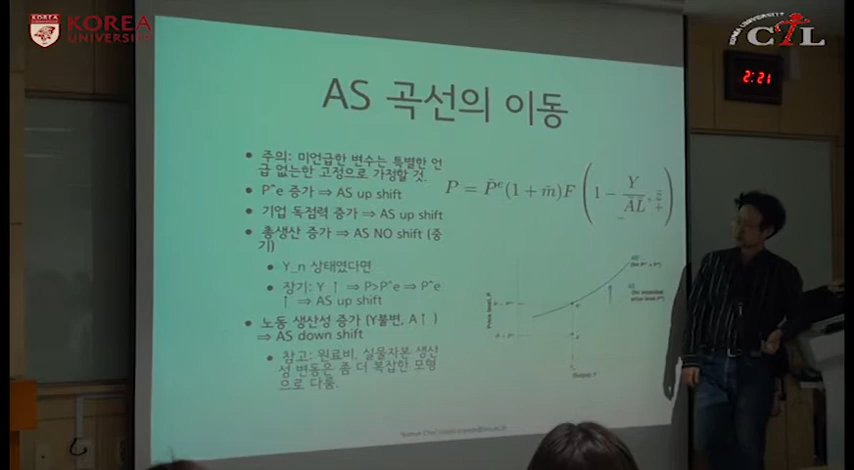 KOREA
UNIVERSITY
KOREA UNIVERSITY
CTL
2:21
AS 곡선의 이동
• 주의: 미언급한 변수는 특별한 언
급 없는한 고정으로 가정할 것.
• P^e 증가 ⇒ AS up shift
• 기업 독점력 증가 ⇒ AS up shift
• 총생산 증가 ⇒ AS NO shift (중
기)
• Y_n 상태였다면
• 장기: Y ↑ ⇒ P>P^e ⇒ P^e
↑ ⇒ AS up shift
• 노동 생산성 증가 (Y불변, A↑)
⇒ AS down shift
• 참고: 원료비, 실물자본 생산
성 변동은 좀 더 복잡한 모형
으로 다룸.
Price level, P
Output, Y